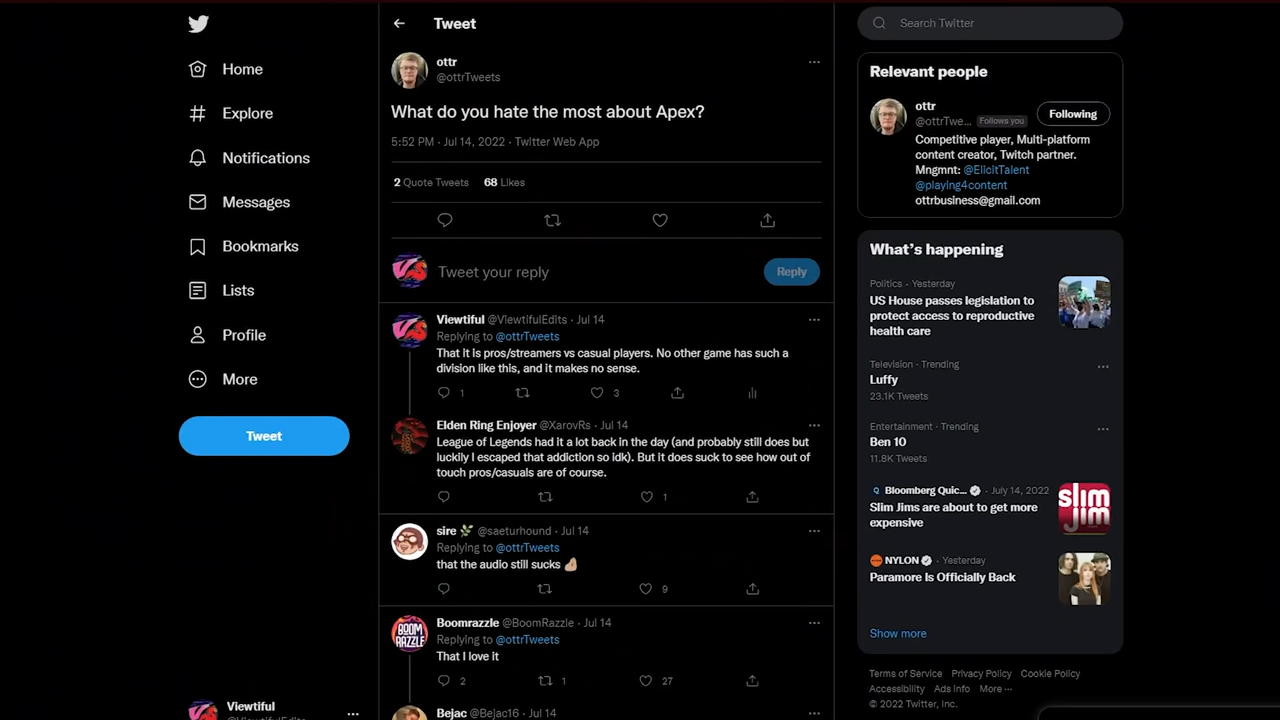 Home
Explore
Notifications
Messages
Bookmarks
Lists
Profile
More
Tweet
Viewtiful
@ViewtifulEdits
Tweet
ottr
@ottrTweets
What do you hate the most about Apex?
5:52 PM · Jul 14, 2022 · Twitter Web App
2 Quote Tweets 68 Likes
Tweet your reply
Reply
Viewtiful @ViewtifulEdits · Jul 14
Replying to @ottrTweets
That it is pros/streamers vs casual players. No other game has such a
division like this, and it makes no sense.
1 3
Elden Ring Enjoyer @XarovRs · Jul 14
League of Legends had it a lot back in the day (and probably still does but
luckily I escaped that addiction so idk). But it does suck to see how out of
touch pros/casuals are of course.
1
sire 🌿 @saeturhound · Jul 14
Replying to @ottrTweets
that the audio still sucks
9
BOOM
RAZZLE
Boomrazzle @BoomRazzle · Jul 14
Replying to @ottrTweets
That I love it
2 1 27
Bejac @Bejac16 · Jul 14
Search Twitter
Relevant people
ottr
@ottrTwe... Follows you
Following
Competitive player, Multi-platform
content creator, Twitch partner.
Mngmnt: @ElicitTalent
@playing4content
ottrbusiness@gmail.com
What's happening
Politics · Yesterday
US House passes legislation to
protect access to reproductive
health care
Television · Trending
Luffy
23.1K Tweets
Entertainment · Trending
Ben 10
11.8K Tweets
Bloomberg Quic... · July 14, 2022
Slim Jims are about to get more
expensive
slim
jim
NYLON · Yesterday
Paramore Is Officially Back
Show more
Terms of Service Privacy Policy Cookie Policy
Accessibility Ads info More ···
© 2022 Twitter, Inc.